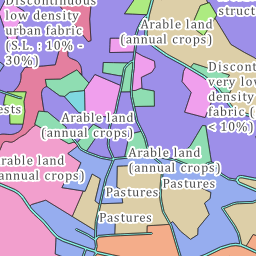 Discontinuous
low density
urban fabric
(S.L. : 10% -
30%)
Arable land
(annual crops)
struct
Discont
very low
density
fabric (
< 10%)
ests
Arable land
(annual crops)
Arable land
(annual crops)
rable land
annual crops)
Pastures
Pastures
Pastures